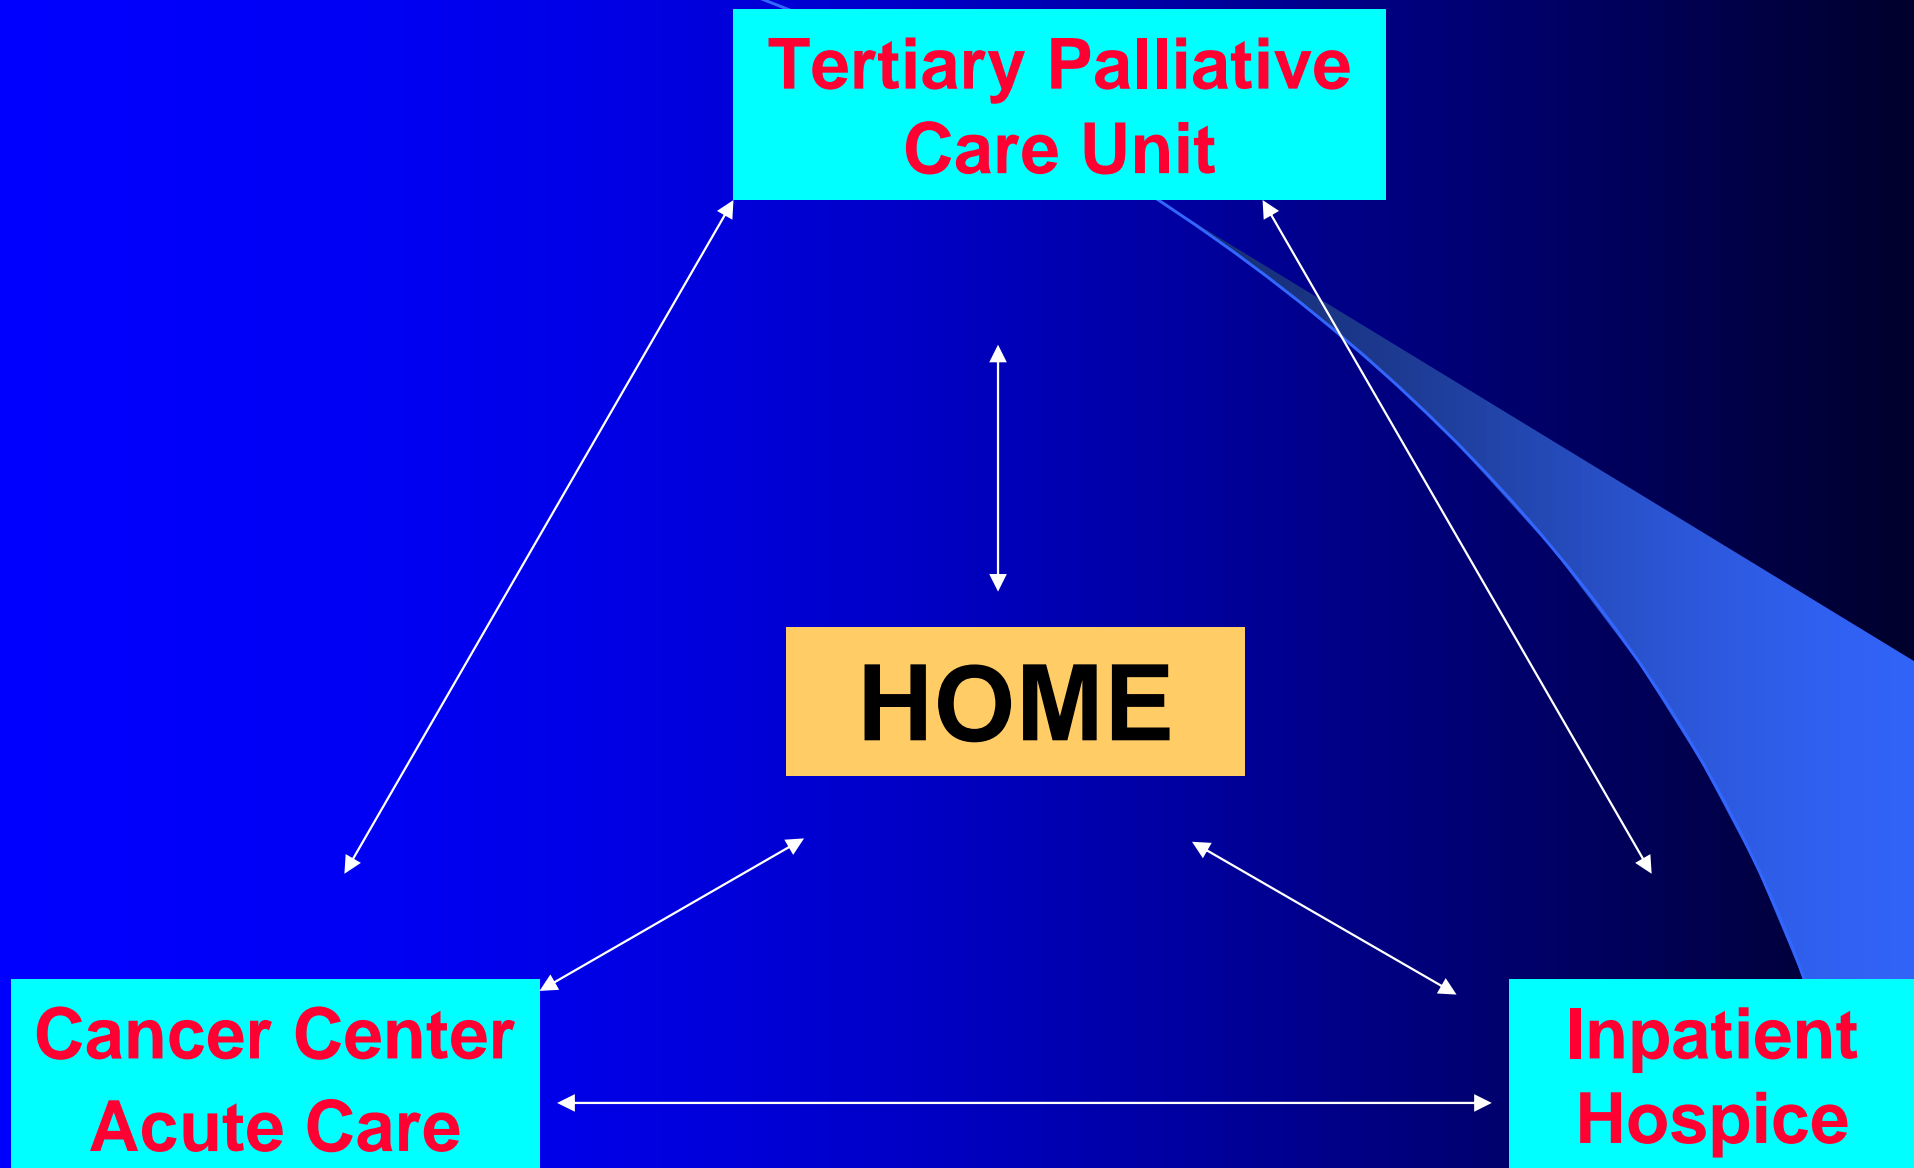 Tertiary Palliative
Care Unit
HOME
Cancer Center
Acute Care
Inpatient
Hospice